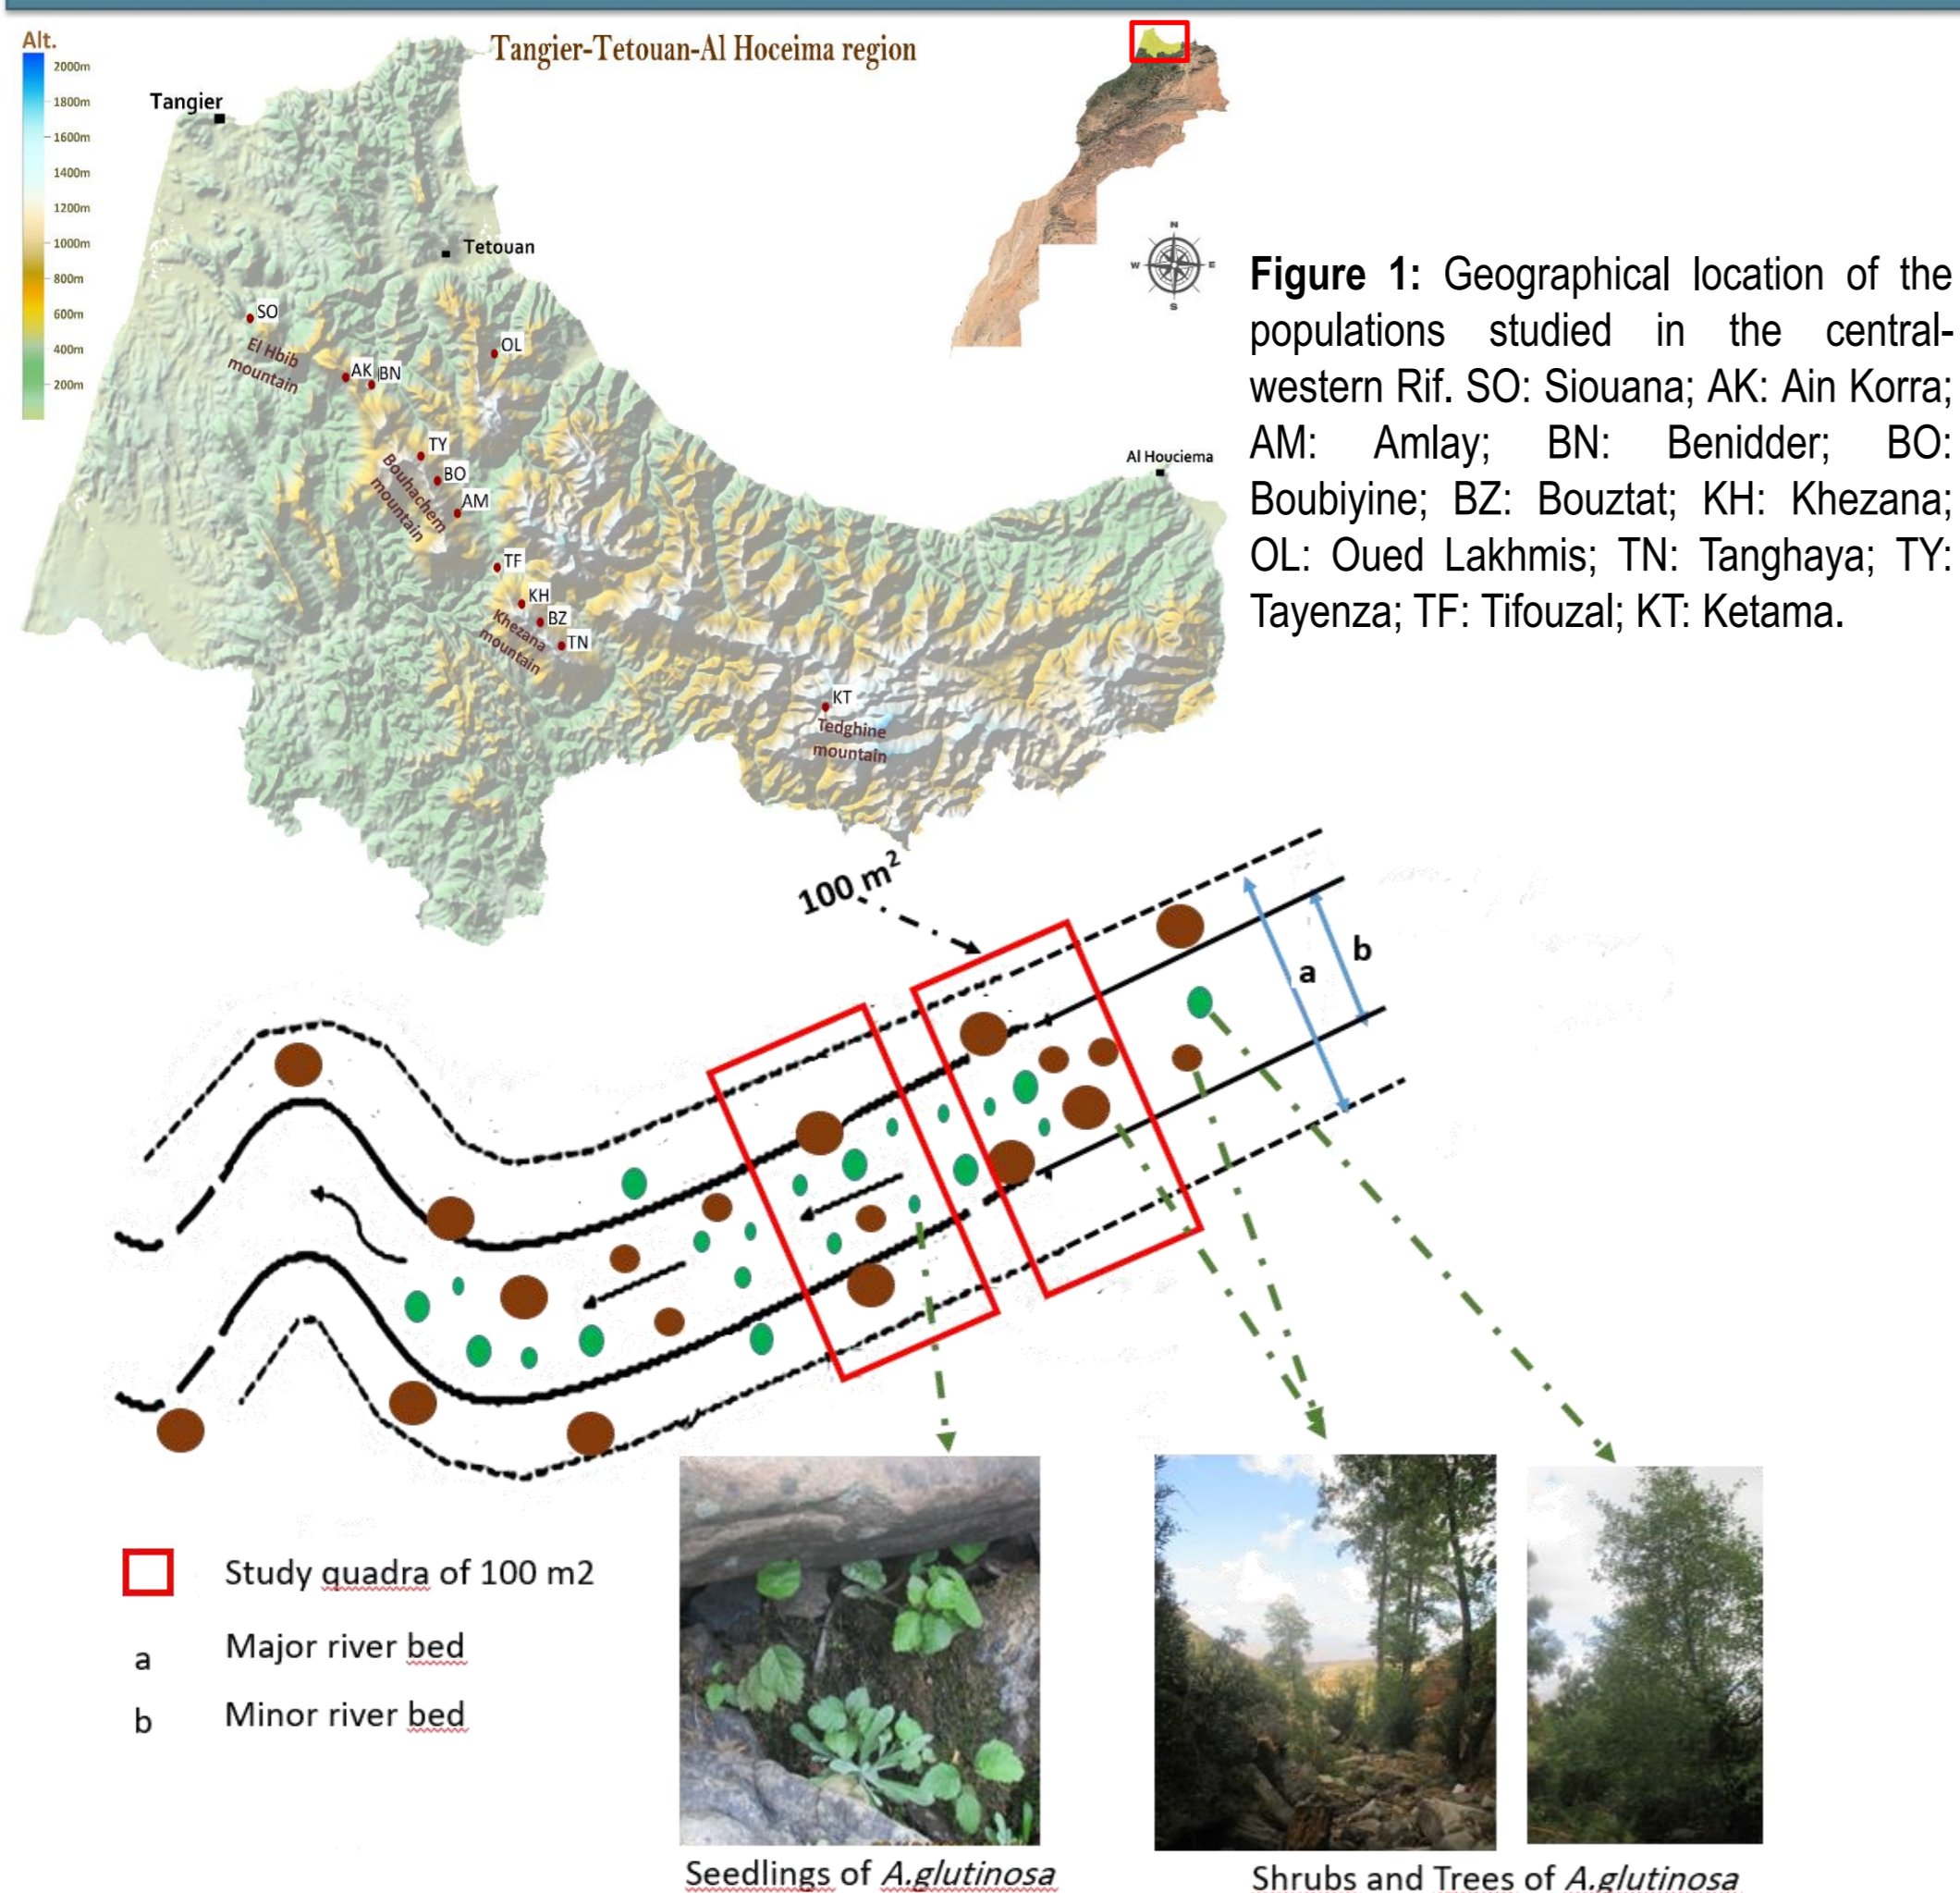 Alt.
2000m
1800m
1600m
1400m
1200m
1000m
800m
600m
400m
200m
Tangier-Tetouan-Al Hoceima region
Tangier
Tetouan
SO
El Hbib
mountain
AK
BN
OL
TY
BO
AM
Bouhachem
mountain
TF
KH
BZ
TN
Khezana
mountain
KT
Tedghine
mountain
Al Houciema
N
W
E
S
Figure 1: Geographical location of the
populations studied in the central-
western Rif. SO: Siouana; AK: Ain Korra;
AM: Amlay; BN: Benidder; BO:
Boubiyine; BZ: Bouztat; KH: Khezana;
OL: Oued Lakhmis; TN: Tanghaya; TY:
Tayenza; TF: Tifouzal; KT: Ketama.
100 m²
a
b
Study quadra of 100 m2
a Major river bed
b Minor river bed
Seedlings of A.glutinosa
Shrubs and Trees of A.glutinosa